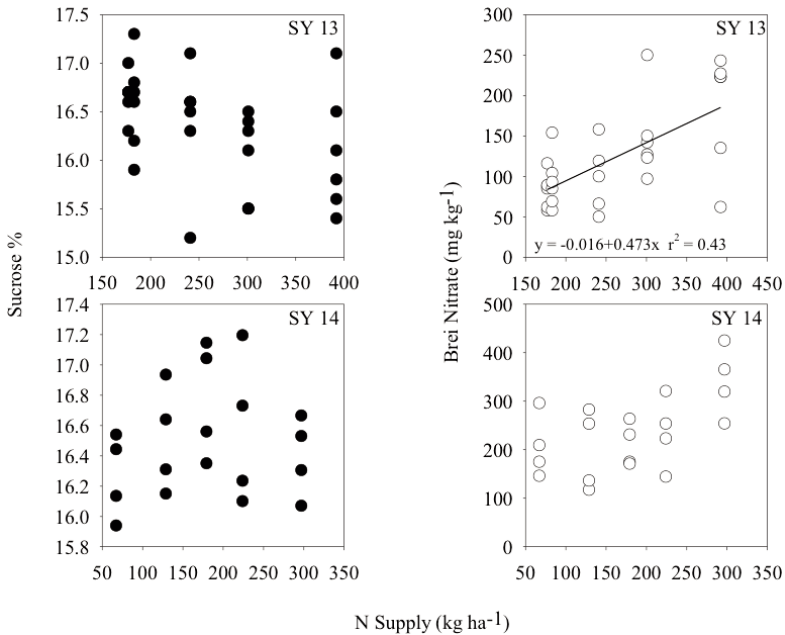 Sucrose %
17.5
17.0
16.5
16.0
15.5
15.0
SY 13
150 200 250 300 350 400
Brei Nitrate (mg kg-1)
300
250
200
150
100
50
0
SY 13
y = -0.016+0.473x r2 = 0.43
150 200 250 300 350 400 450
17.4
17.2
17.0
16.8
16.6
16.4
16.2
16.0
15.8
SY 14
50 100 150 200 250 300 350
500
400
300
200
100
0
SY 14
50 100 150 200 250 300 350
N Supply (kg ha-1)